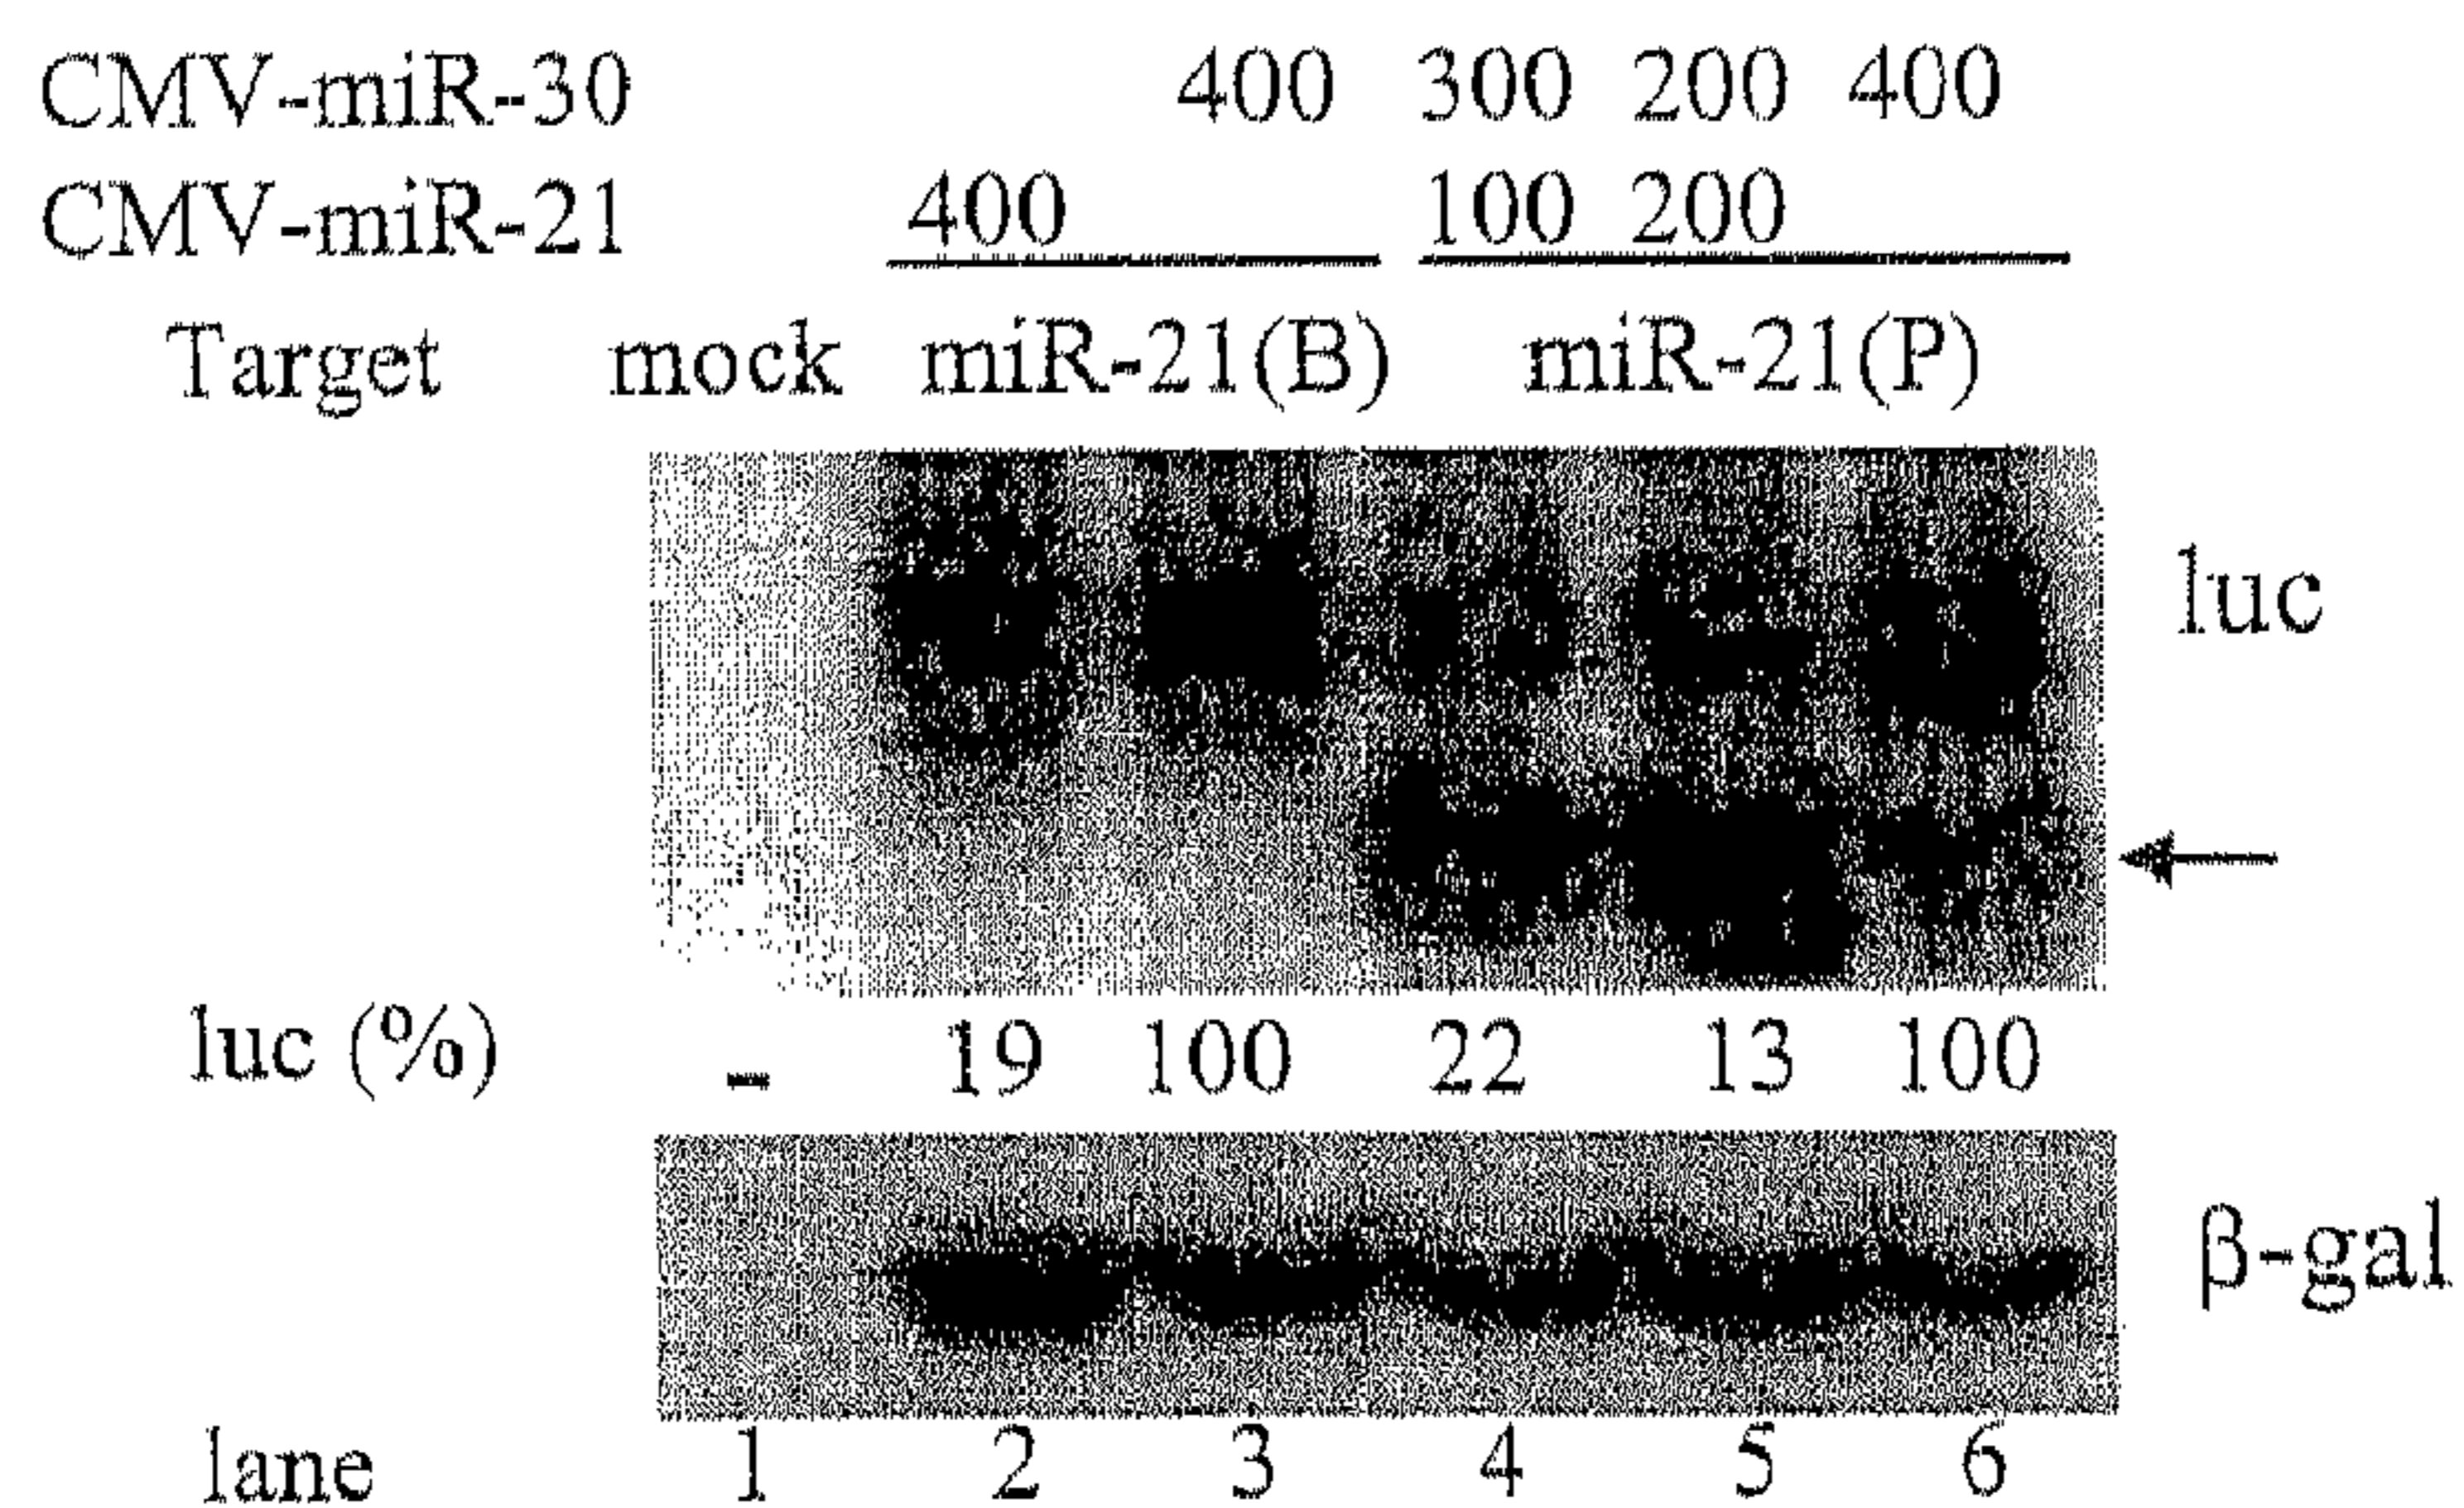 CMV-miR-30 400 300 200 400
CMV-miR-21 400 100 200
Target mock miR-21(B) miR-21(P)
luc
luc (%) - 19 100 22 13 100
β-gal
lane 1 2 3 4 5 6